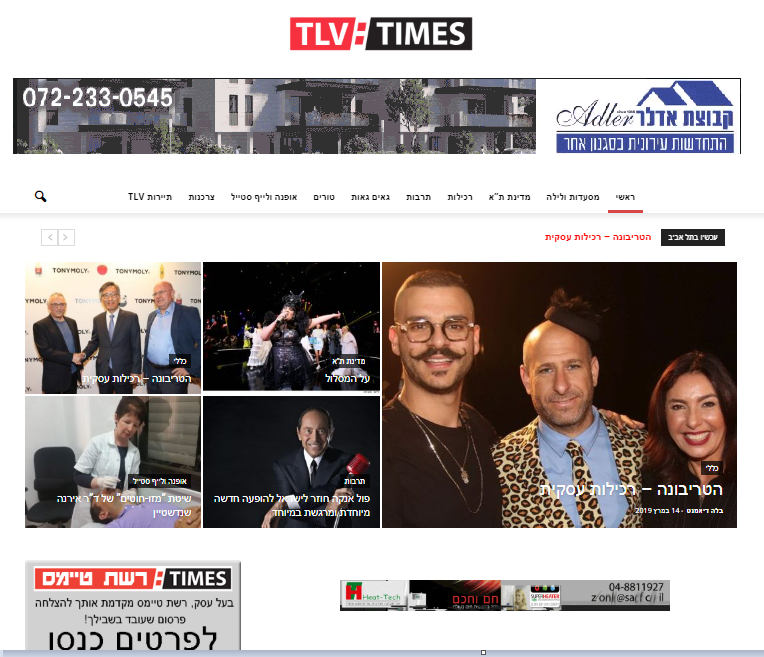 TLV:TIMES
072-233-0545
Adler קבוצת אדלר
התחדשות עירונית בסגנון אחר
ראשי מסעדות ולילה מדינת ת"א רכילות תרבות גאים גאות טורים אופנה ולייף סטייל צרכנות תיירות TLV
עכשיו בתל אביב הטריבונה – רכילות עסקית
TONYMOLY
כללי
הטריבונה – רכילות עסקית
מדינת ת"א
על המסלול
אופנה ולייף סטייל
שיטת "מזו-חוטים" של ד"ר אירנה
שנדשטיין
תרבות
פול אנקה חוזר לישראל להופעה חדשה
מיוחדת ומרגשת במיוחד
כללי
הטריבונה – רכילות עסקית
בלה דיאמנט - 14 במרץ 2019
רשת טיימס :TIMES
בעל עסק, רשת טיימס מקדמת אותך להצלחה
פרסום שעובד בשבילך!
לפרטים כנסו
Heat-Tech
חם וחכם
SUPERHEATER
04-8811927